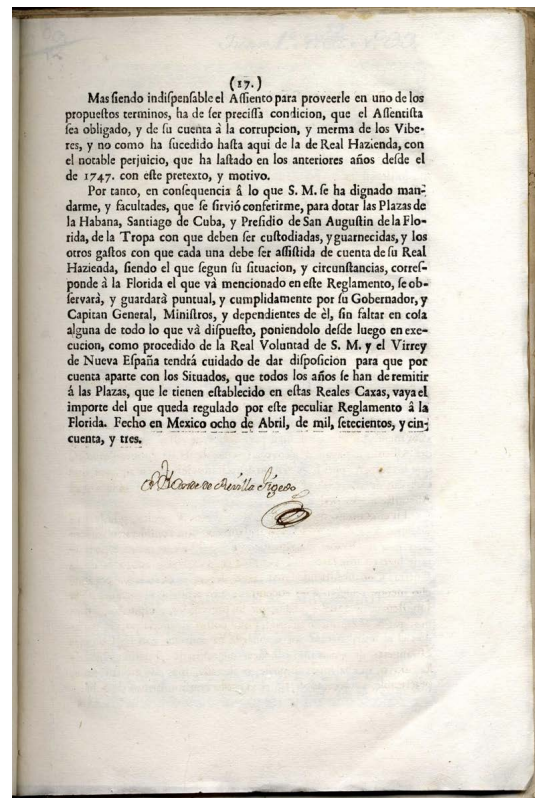 (17.)
Mas siendo indispensable el Assiento para proveerle en uno de los
propuestos terminos, ha de ser precissa condicion, que el Assentista
sea obligado, y de su cuenta à la corrupcion, y merma de los Vibe-
res, y no como ha sucedido hasta aqui de la de Real Hazienda, con
el notable perjuicio, que ha lastado en los anteriores años desde el
de 1747. con este pretexto, y motivo.
Por tanto, en consequencia â lo que S. M. se ha dignado man-
darme, y facultades, que se sirviò conferirme, para dotar las Plazas de
la Habana, Santiago de Cuba, y Presidio de San Augustin de la Flo-
rida, de la Tropa con que deben ser custodiadas, y guarnecidas, y los
otros gastos con que cada una debe ser assistida de cuenta de su Real
Hazienda, siendo el que segun su situacion, y circunstancias, corres-
ponde à la Florida el que và mencionado en este Reglamento, se ob-
servarà, y guardarà puntual, y cumplidamente por su Gobernador, y
Capitan General, Ministros, y dependientes de èl, sin faltar en cosa
alguna de todo lo que và dispuesto, poniendolo desde luego en exe-
cucion, como procedido de la Real Voluntad de S. M. y el Virrey
de Nueva España tendrà cuidado de dar disposicion para que por
cuenta aparte con los Situados, que todos los años se han de remitir
á las Plazas, que le tienen establecido en estas Reales Caxas, vaya el
importe del que queda regulado por este peculiar Reglamento â la
Florida. Fecho en Mexico ocho de Abril, de mil, setecientos, y cin-
cuenta, y tres.
El Conde de Revilla Gigedo